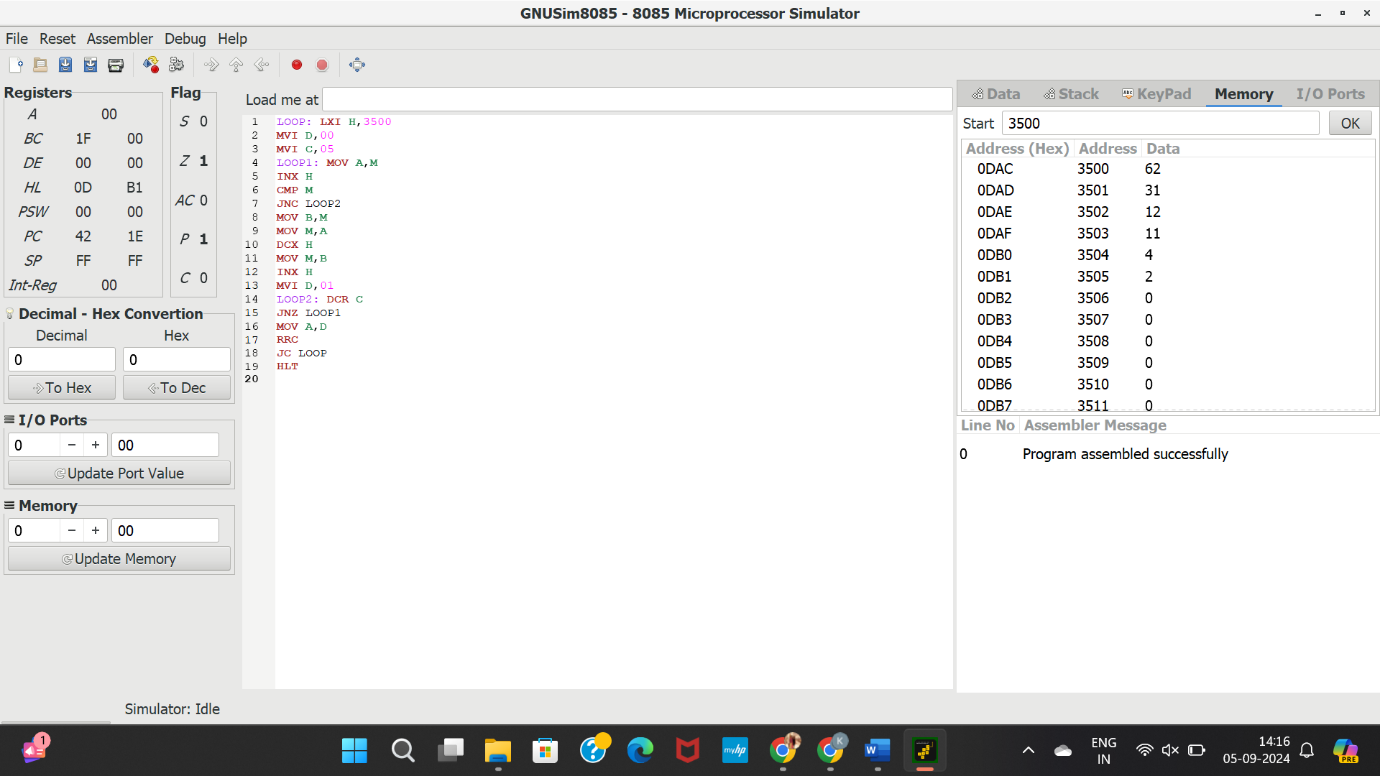 GNUSim8085 - 8085 Microprocessor Simulator
File Reset Assembler Debug Help
Registers
A 00
BC 1F 00
DE 00 00
HL 0D B1
PSW 00 00
PC 42 1E
SP FF FF
Int-Reg 00
Flag
S 0
Z 1
AC 0
P 1
C 0
Decimal - Hex Convertion
Decimal Hex
0 0
To Hex To Dec
I/O Ports
0 - + 00
Update Port Value
Memory
0 - + 00
Update Memory
Load me at
1 LOOP: LXI H,3500
2 MVI D,00
3 MVI C,05
4 LOOP1: MOV A,M
5 INX H
6 CMP M
7 JNC LOOP2
8 MOV B,M
9 MOV M,A
10 DCX H
11 MOV M,B
12 INX H
13 MVI D,01
14 LOOP2: DCR C
15 JNZ LOOP1
16 MOV A,D
17 RRC
18 JC LOOP
19 HLT
20
Data Stack KeyPad Memory I/O Ports
Start 3500 OK
Address (Hex) Address Data
0DAC 3500 62
0DAD 3501 31
0DAE 3502 12
0DAF 3503 11
0DB0 3504 4
0DB1 3505 2
0DB2 3506 0
0DB3 3507 0
0DB4 3508 0
0DB5 3509 0
0DB6 3510 0
0DB7 3511 0
Line No Assembler Message
0 Program assembled successfully
Simulator: Idle
1
myhp
K
W
ENG
IN
14:16
05-09-2024
PRE